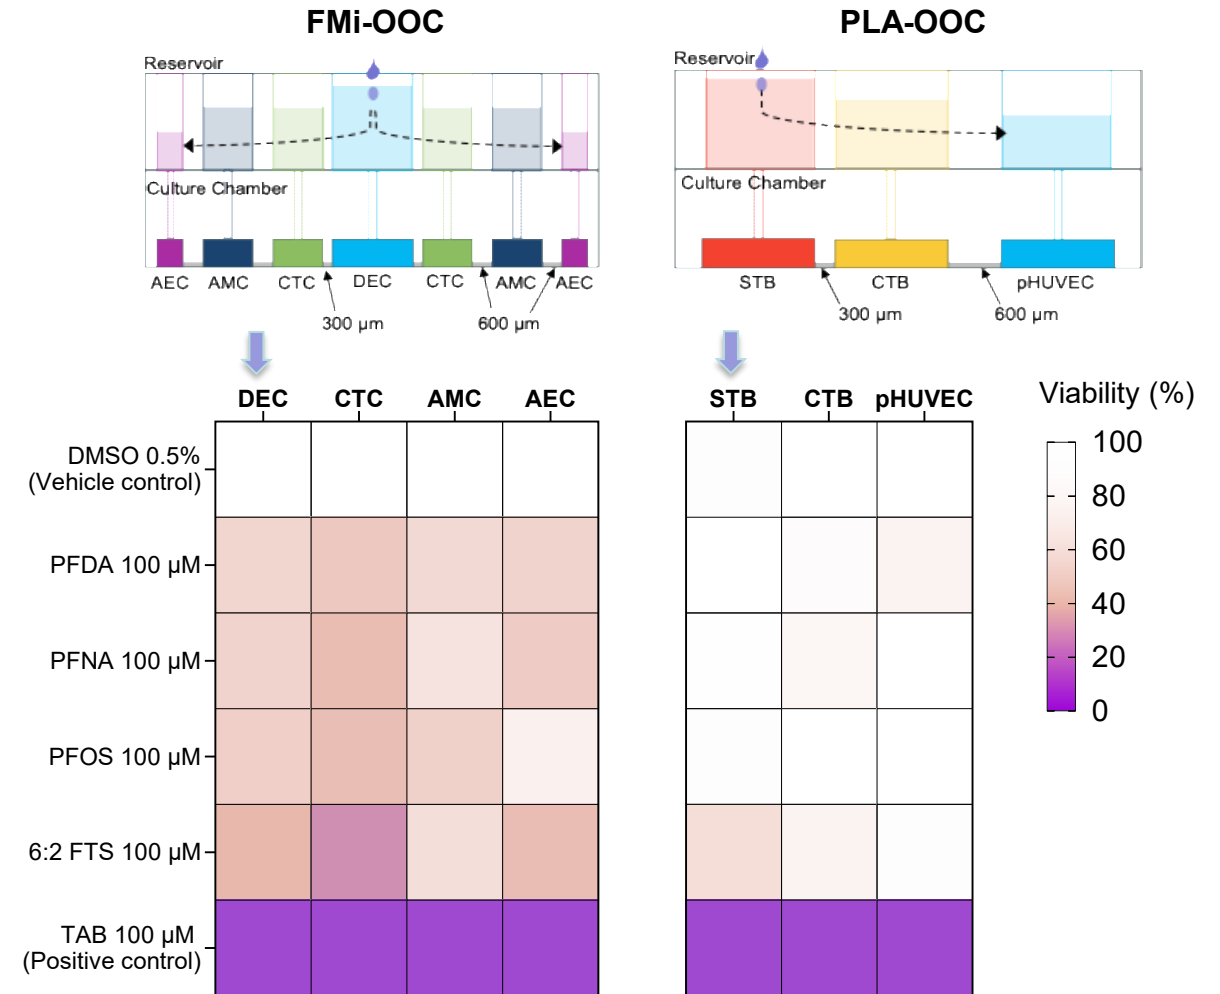 FMi-OOC
PLA-OOC
Reservoir
Reservoir
Culture Chamber
Culture Chamber
AEC AMC CTC DEC CTC AMC AEC
STB CTB pHUVEC
300 µm 600 µm
300 µm 600 µm
DEC CTC AMC AEC
STB CTB pHUVEC
Viability (%)
100
80
60
40
20
0
DMSO 0.5%
(Vehicle control)
PFDA 100 µM
PFNA 100 µM
PFOS 100 µM
6:2 FTS 100 µM
TAB 100 µM
(Positive control)